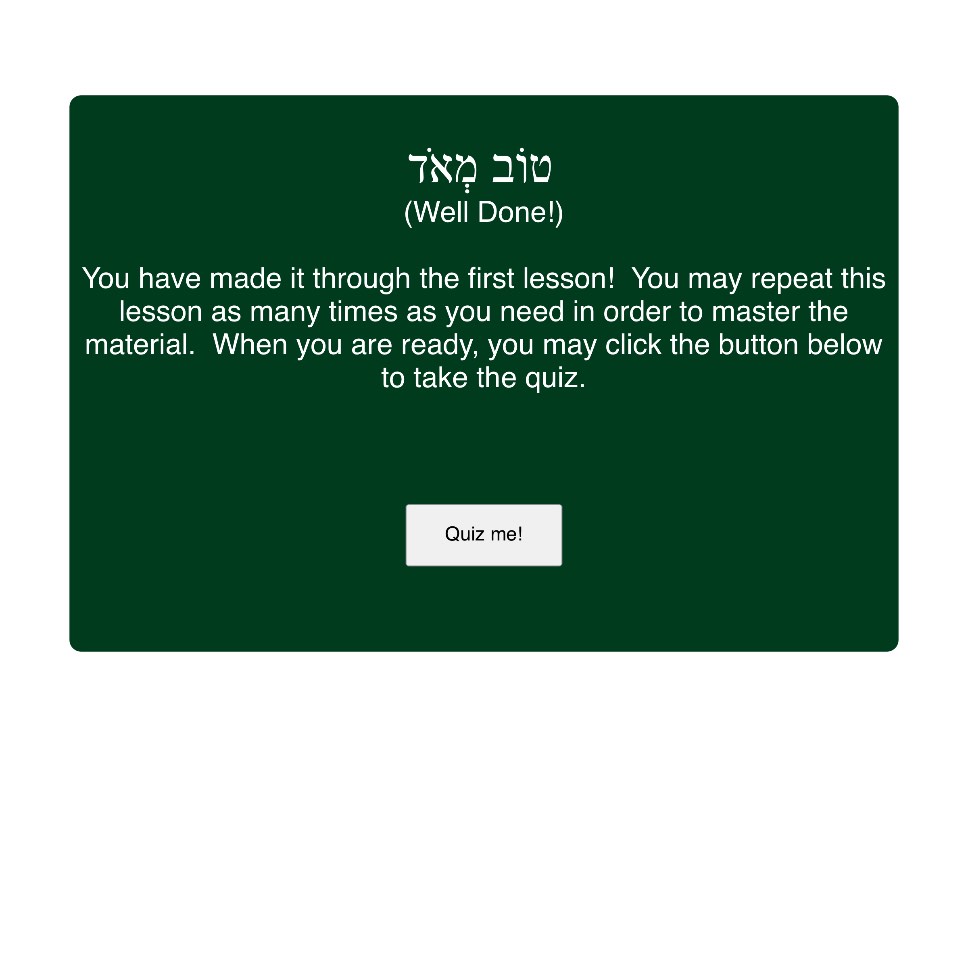 טוֹב מְאֹד
(Well Done!)
You have made it through the first lesson!  You may repeat this
lesson as many times as you need in order to master the
material.  When you are ready, you may click the button below
to take the quiz.
Quiz me!